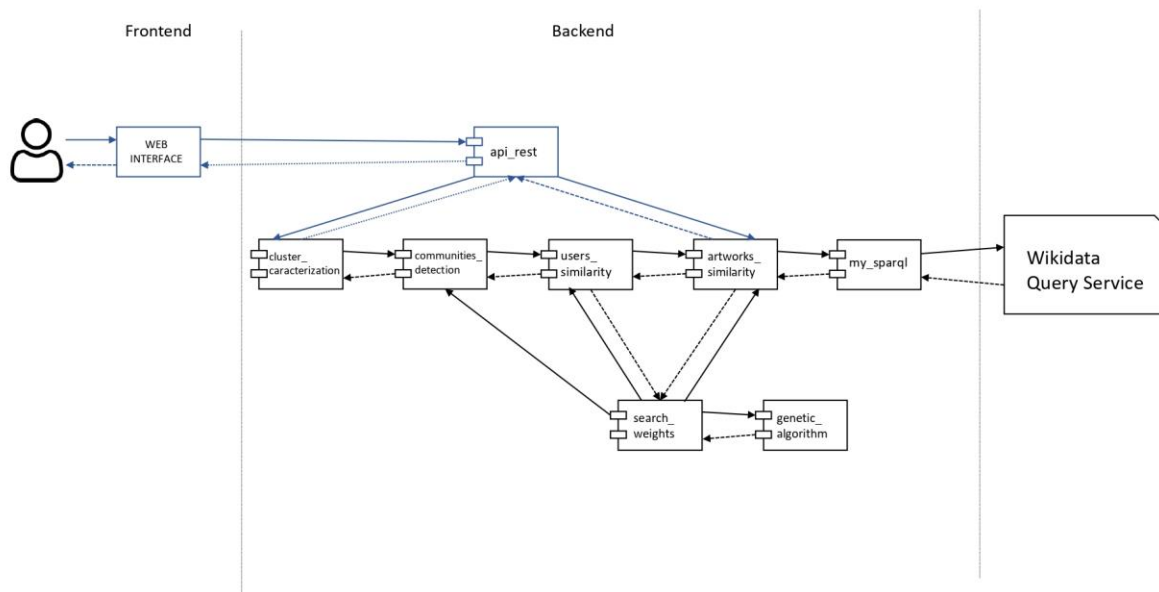 Frontend
Backend
WEB
INTERFACE
api_rest
cluster_
caracterization
communities_
detection
users_
similarity
artworks_
similarity
my_sparql
Wikidata
Query Service
search_
weights
genetic_
algorithm